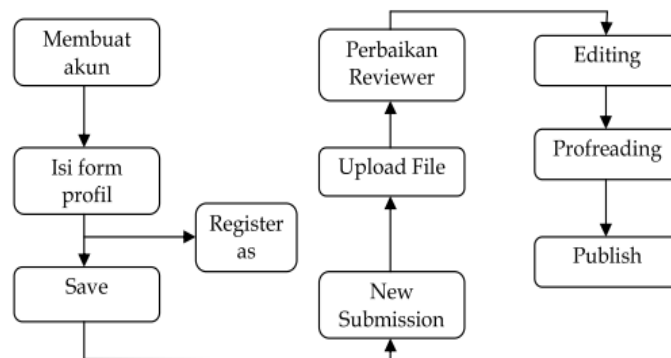 Membuat
akun
Isi form
profil
Register
as
Save
New
Submission
Upload File
Perbaikan
Reviewer
Editing
Profreading
Publish